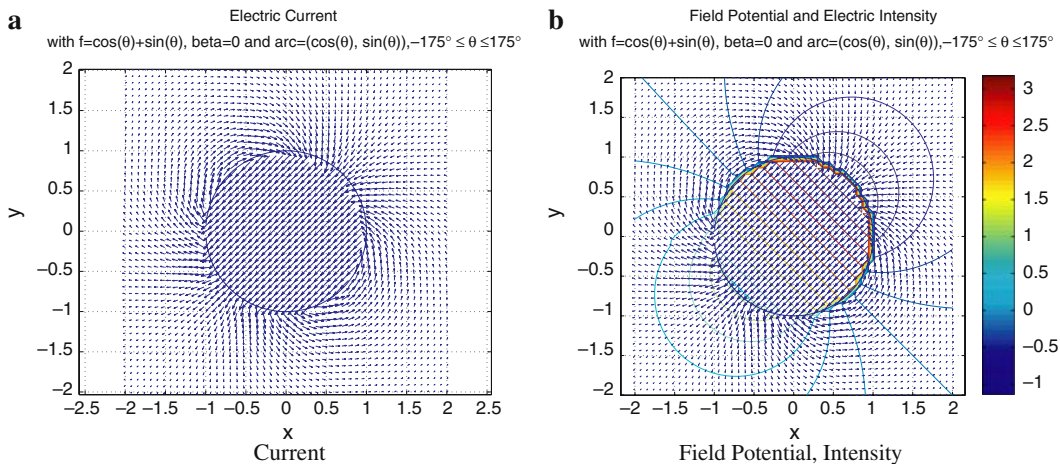 a
Electric Current
with f=cos(θ)+sin(θ), beta=0 and arc=(cos(θ), sin(θ)),−175° ≤ θ ≤175°
2
1.5
1
0.5
0
−0.5
−1
−1.5
−2
y
−2.5 −2 −1.5 −1 −0.5 0 0.5 1 1.5 2 2.5
x
Current
b
Field Potential and Electric Intensity
with f=cos(θ)+sin(θ), beta=0 and arc=(cos(θ), sin(θ)),−175° ≤ θ ≤175°
2
1.5
1
0.5
0
−0.5
−1
−1.5
−2
y
−2 −1.5 −1 −0.5 0 0.5 1 1.5 2
x
3
2.5
2
1.5
1
0.5
0
−0.5
−1
Field Potential, Intensity